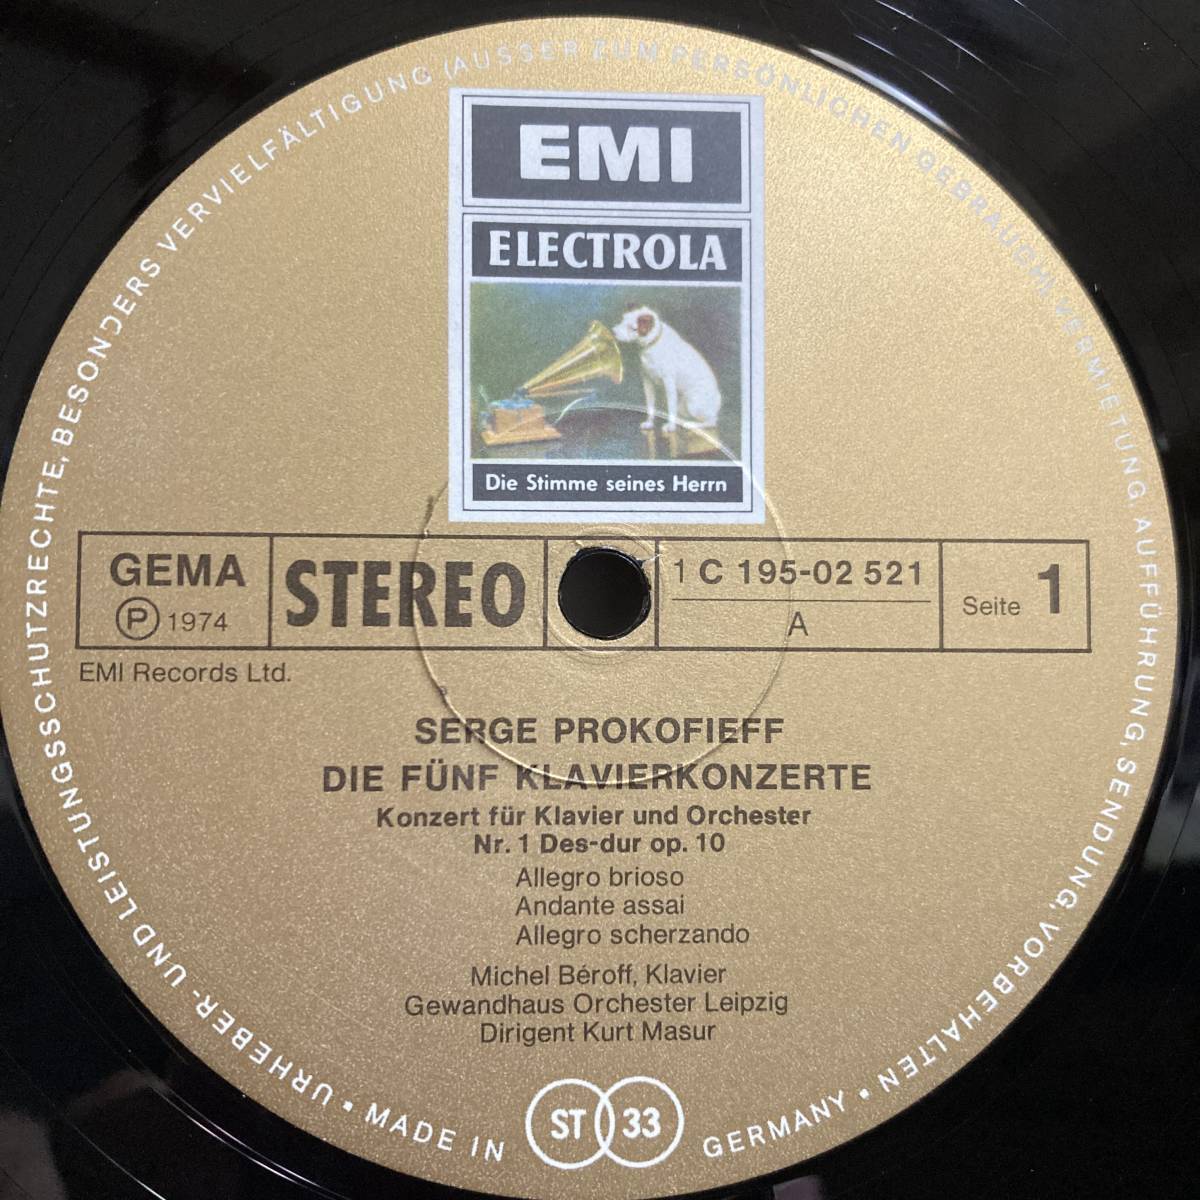 EMI
ELECTROLA
Die Stimme seines Herrn
GEMA
Ⓟ 1974
STEREO
1 C 195-02 521
A
Seite 1
EMI Records Ltd.
SERGE PROKOFIEFF
DIE FÜNF KLAVIERKONZERTE
Konzert für Klavier und Orchester
Nr. 1 Des-dur op. 10
Allegro brioso
Andante assai
Allegro scherzando
Michel Béroff, Klavier
Gewandhaus Orchester Leipzig
Dirigent Kurt Masur
ST 33
URHEBER- UND LEISTUNGSSCHUTZRECHTE, BESONDERS VERVIELFÄLTIGUNG (AUSSER ZUM PERSÖNLICHEN GEBRAUCH), VERMIETUNG, AUFFÜHRUNG, SENDUNG, VORBEHALTEN •
MADE IN GERMANY •